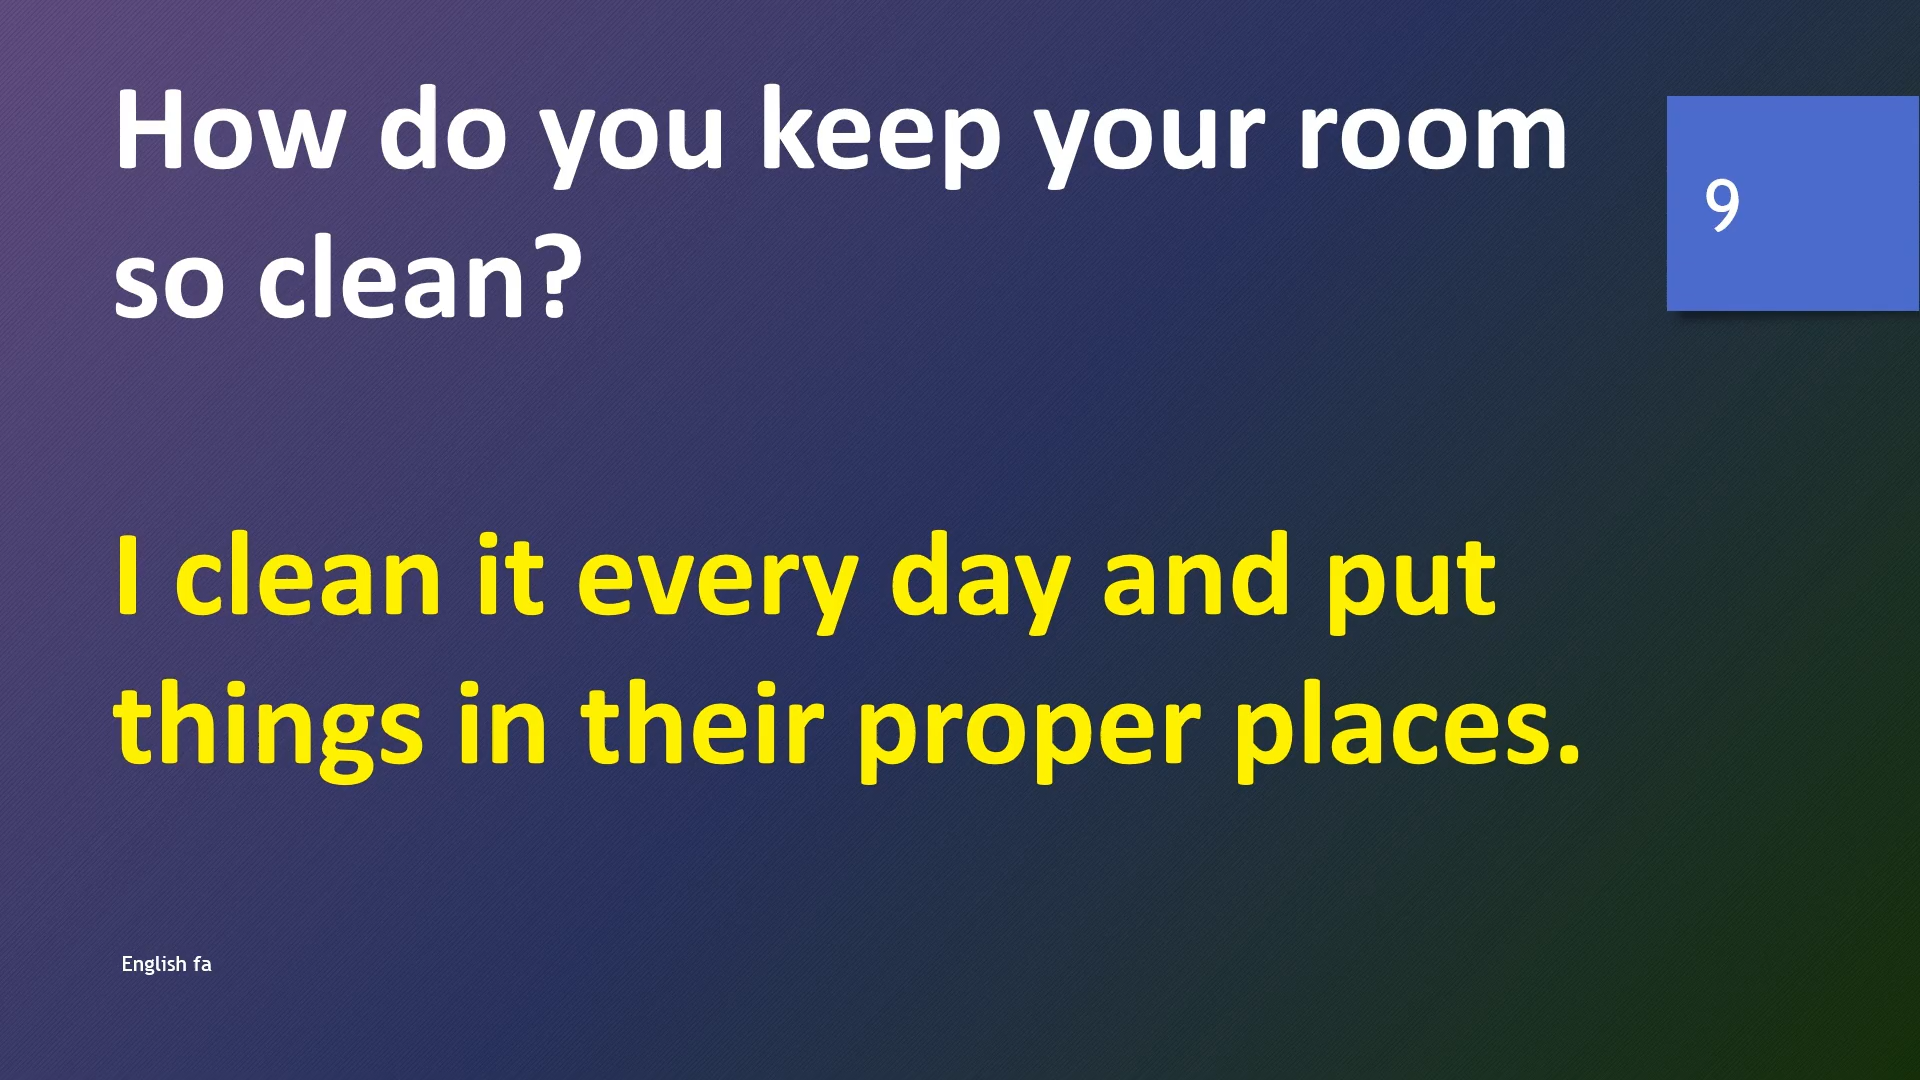 How do you keep your room
so clean?
9
I clean it every day and put
things in their proper places.
English fa